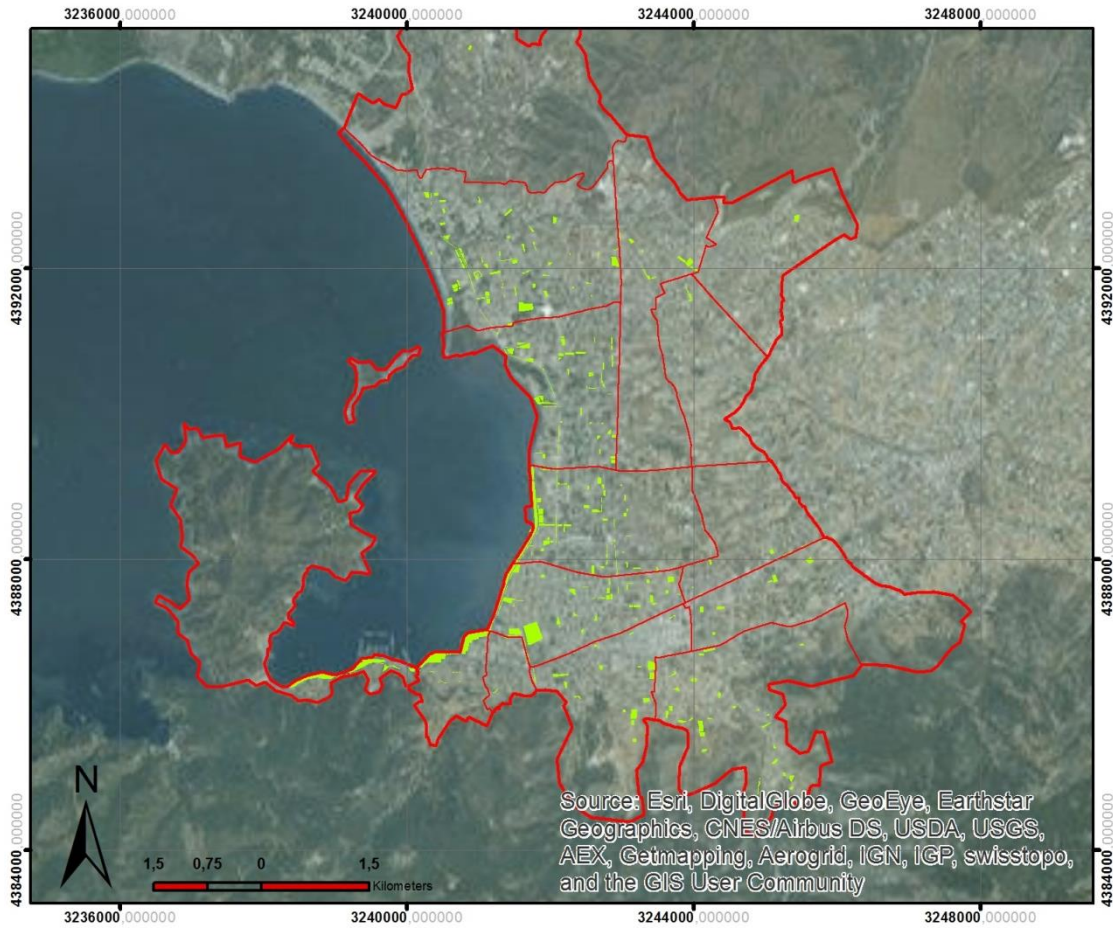 3236000,000000 3240000,000000 3244000,000000 3248000,000000
4392000,000000 4392000,000000
4388000,000000 4388000,000000
N
Source: Esri, DigitalGlobe, GeoEye, Earthstar
Geographics, CNES/Airbus DS, USDA, USGS,
AEX, Getmapping, Aerogrid, IGN, IGP, swisstopo,
and the GIS User Community
1,5 0,75 0 1,5
Kilometers
4384000,000000 4384000,000000
3236000,000000 3240000,000000 3244000,000000 3248000,000000